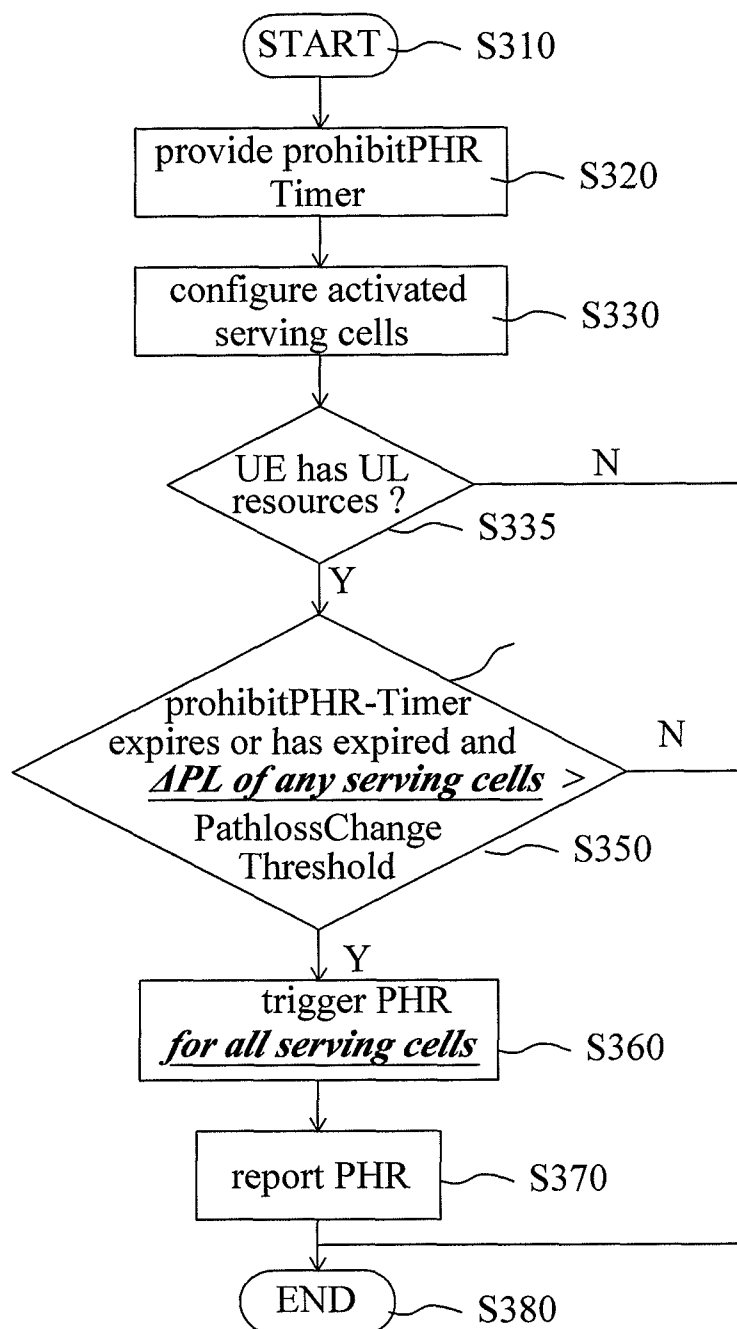 START
S310
provide prohibitPHR
Timer
S320
configure activated
serving cells
S330
UE has UL
resources ?
N
S335
Y
prohibitPHR-Timer
expires or has expired and
ΔPL of any serving cells >
PathlossChange
Threshold
N
S350
Y
trigger PHR
for all serving cells
S360
report PHR
S370
END
S380